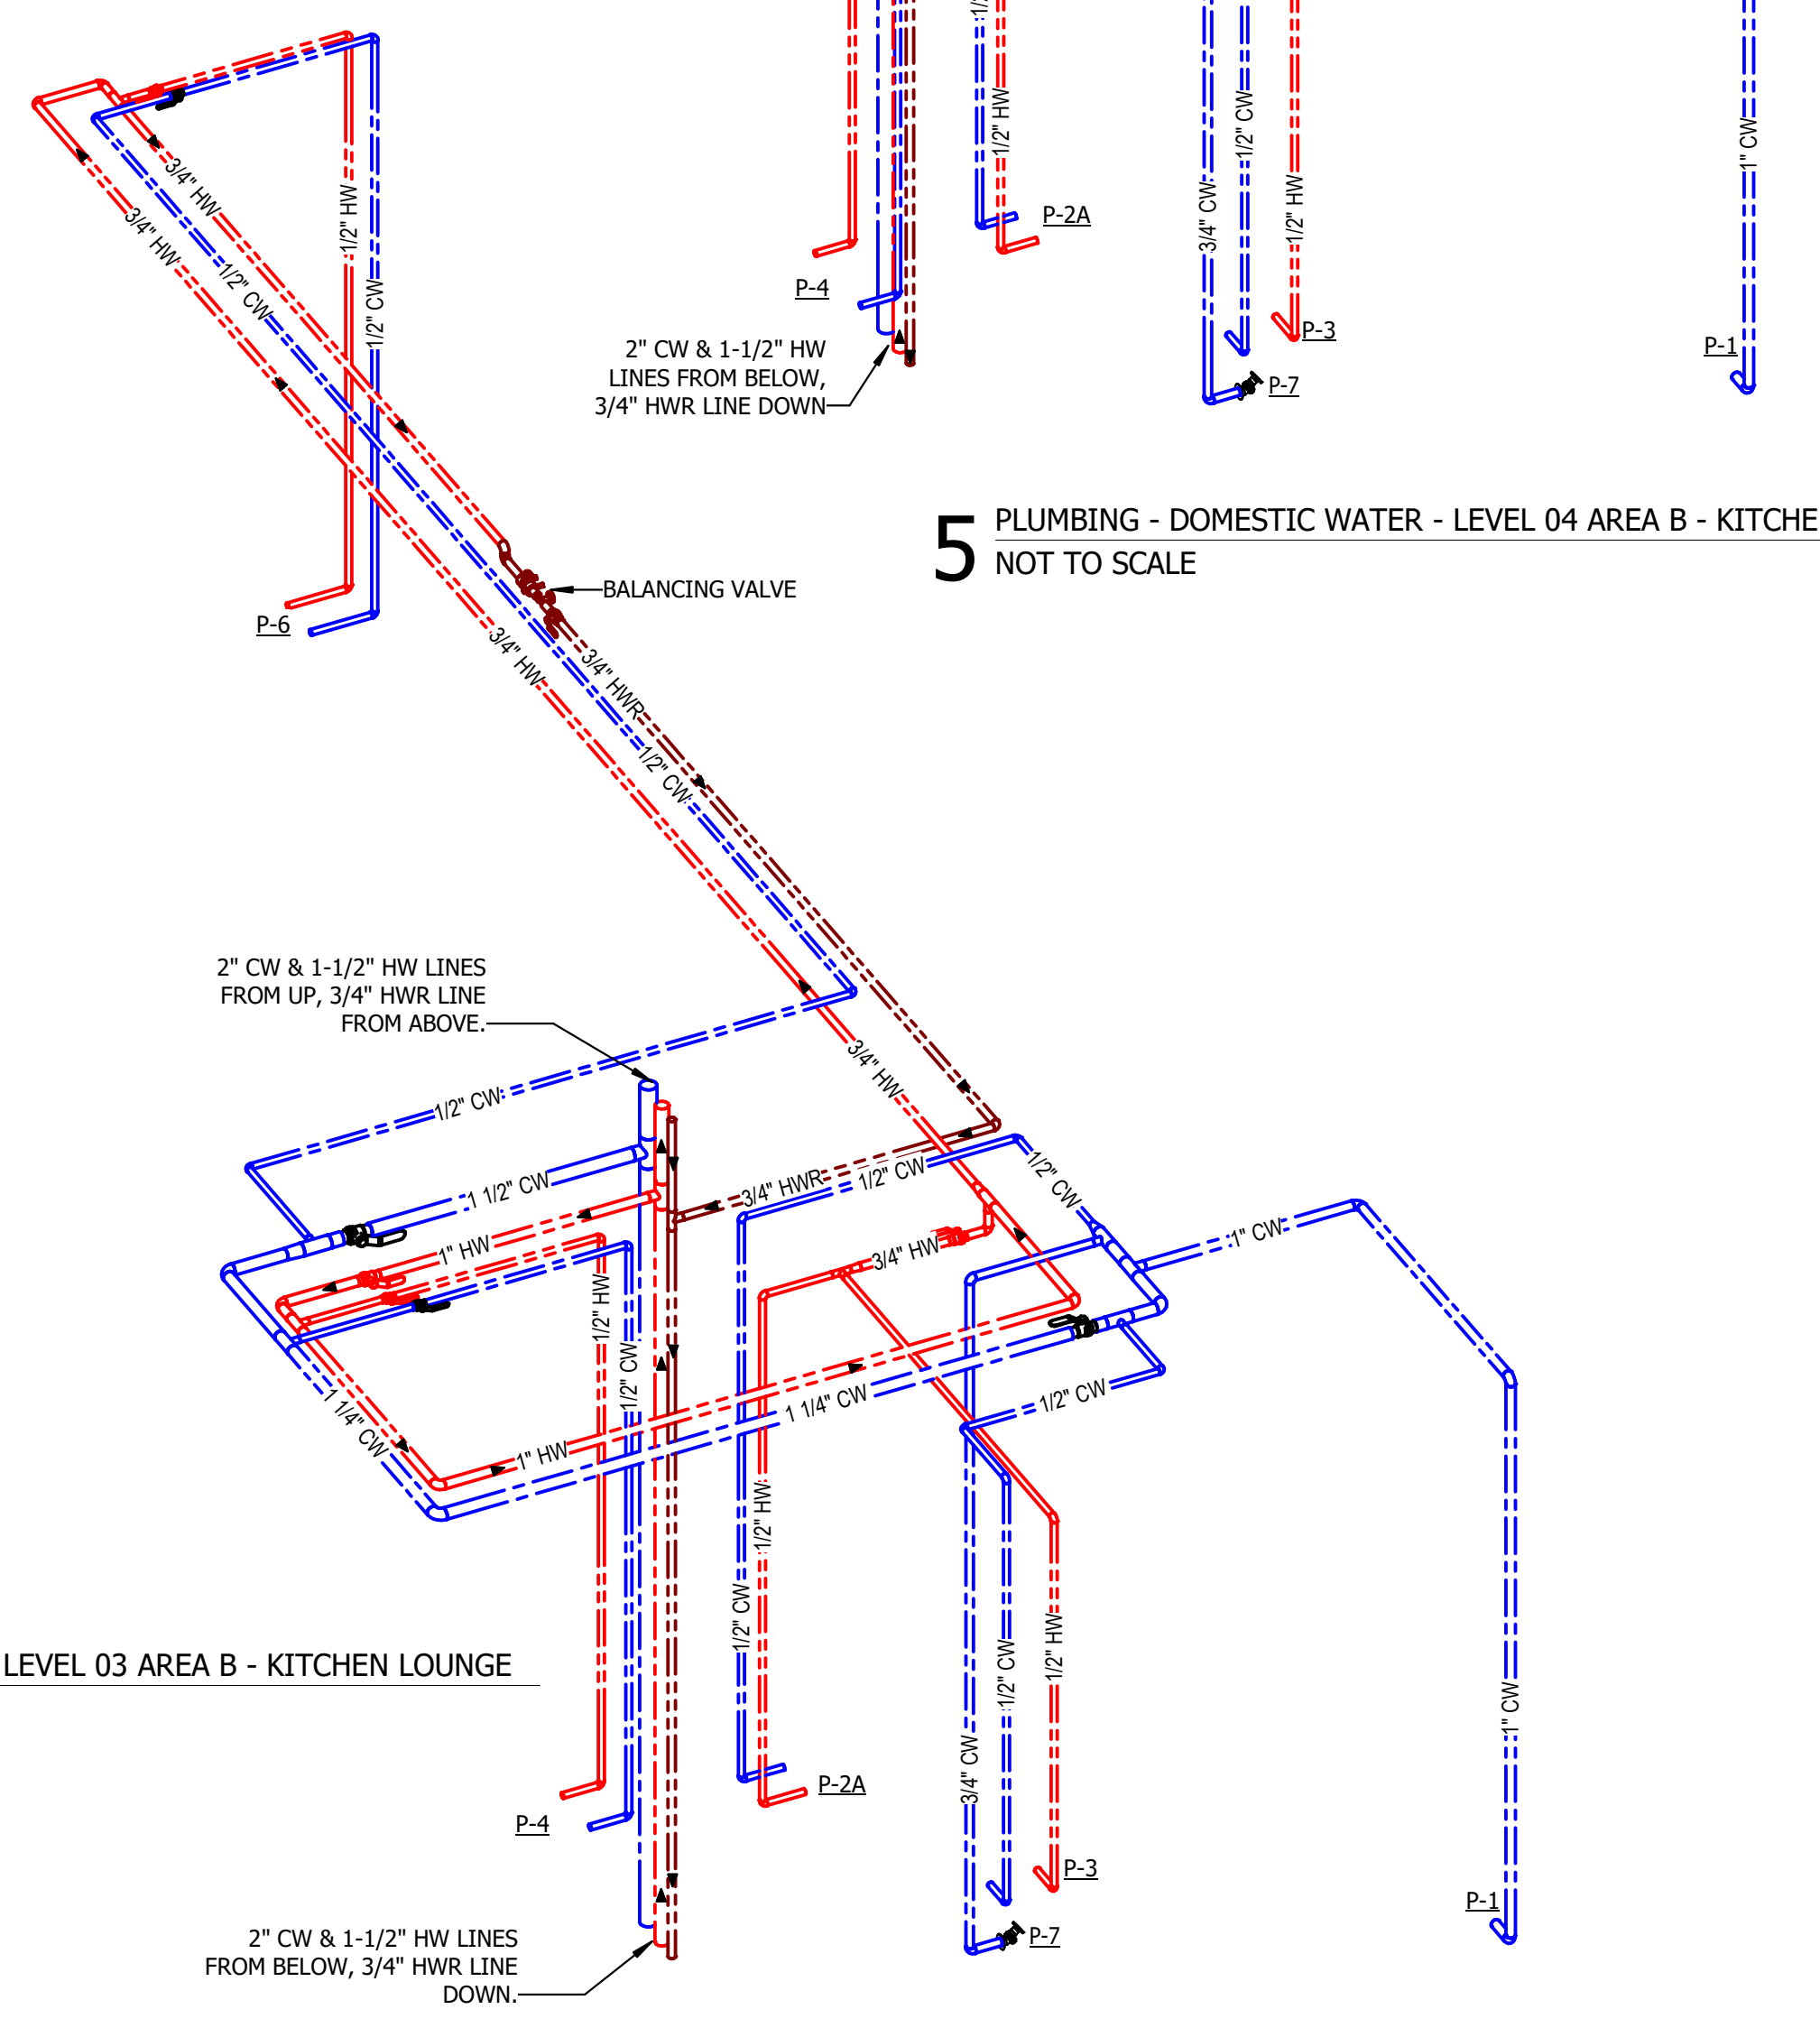 1/2"
1/2" HW
1/2" CW
3/4" CW
1/2" HW
1" CW
P-2A
P-4
P-3
P-1
P-7
2" CW & 1-1/2" HW
LINES FROM BELOW,
3/4" HWR LINE DOWN
3/4" HW
3/4" HW
1/2" CW
1/2" HW
1/2" CW
5
PLUMBING - DOMESTIC WATER - LEVEL 04 AREA B - KITCHE
NOT TO SCALE
BALANCING VALVE
P-6
3/4" HW
3/4" HWR
1/2" CW
2" CW & 1-1/2" HW LINES
FROM UP, 3/4" HWR LINE
FROM ABOVE.
3/4" HW
1/2" CW
1 1/2" CW
3/4" HWR
1/2" CW
1/2" CW
1" CW
1" HW
3/4" HW
1/2" HW
1/2" CW
1 1/4" CW
1/2" CW
1 1/4" CW
1" HW
1/2" HW
1/2" CW
1/2" CW
1/2" HW
3/4" CW
1" CW
LEVEL 03 AREA B - KITCHEN LOUNGE
P-2A
P-4
P-3
P-1
P-7
2" CW & 1-1/2" HW LINES
FROM BELOW, 3/4" HWR LINE
DOWN.